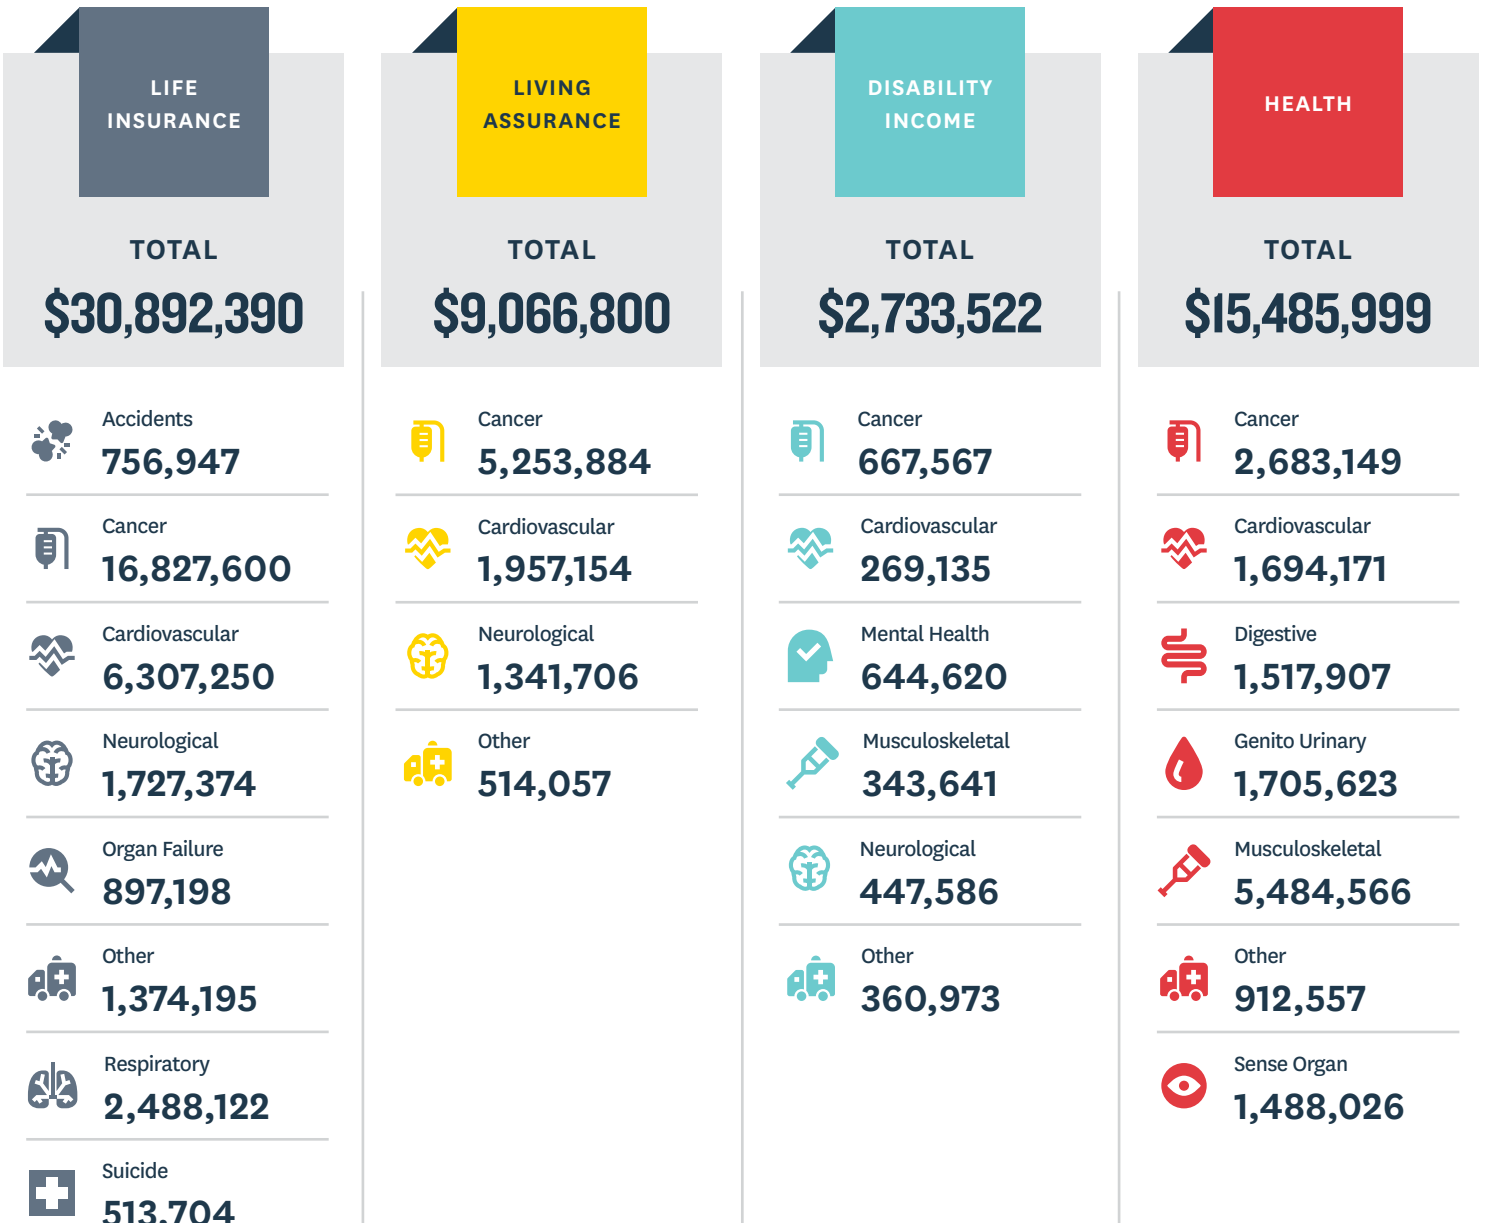 LIFE
INSURANCE
TOTAL
$30,892,390
Accidents
756,947
Cancer
16,827,600
Cardiovascular
6,307,250
Neurological
1,727,374
Organ Failure
897,198
Other
1,374,195
Respiratory
2,488,122
Suicide
513,704
LIVING
ASSURANCE
TOTAL
$9,066,800
Cancer
5,253,884
Cardiovascular
1,957,154
Neurological
1,341,706
Other
514,057
DISABILITY
INCOME
TOTAL
$2,733,522
Cancer
667,567
Cardiovascular
269,135
Mental Health
644,620
Musculoskeletal
343,641
Neurological
447,586
Other
360,973
HEALTH
TOTAL
$15,485,999
Cancer
2,683,149
Cardiovascular
1,694,171
Digestive
1,517,907
Genito Urinary
1,705,623
Musculoskeletal
5,484,566
Other
912,557
Sense Organ
1,488,026